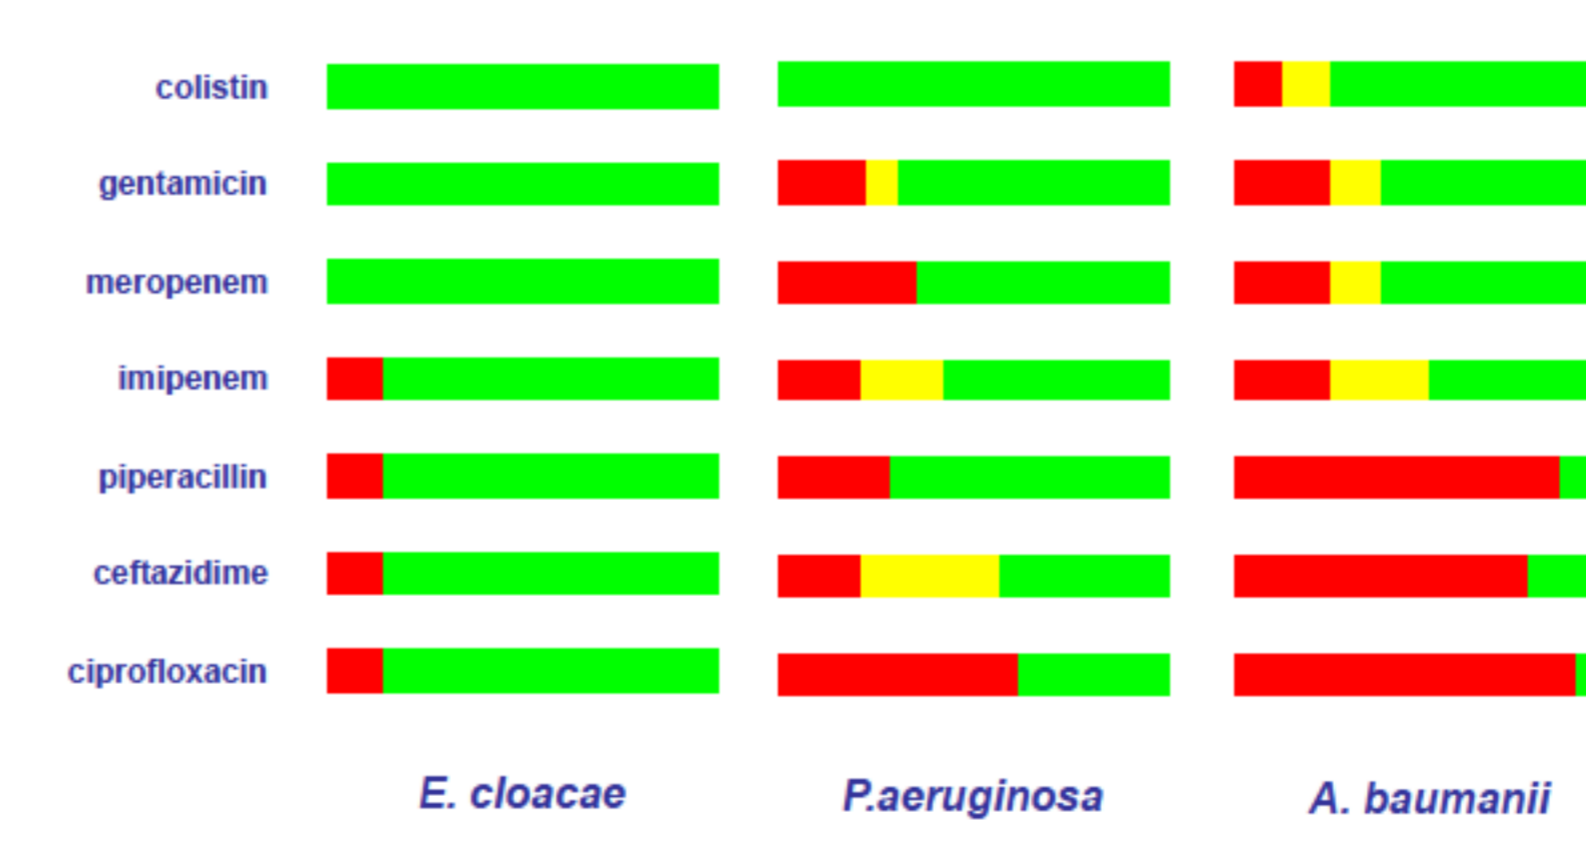 colistin
gentamicin
meropenem
imipenem
piperacillin
ceftazidime
ciprofloxacin
E. cloacae
P.aeruginosa
A. baumanii